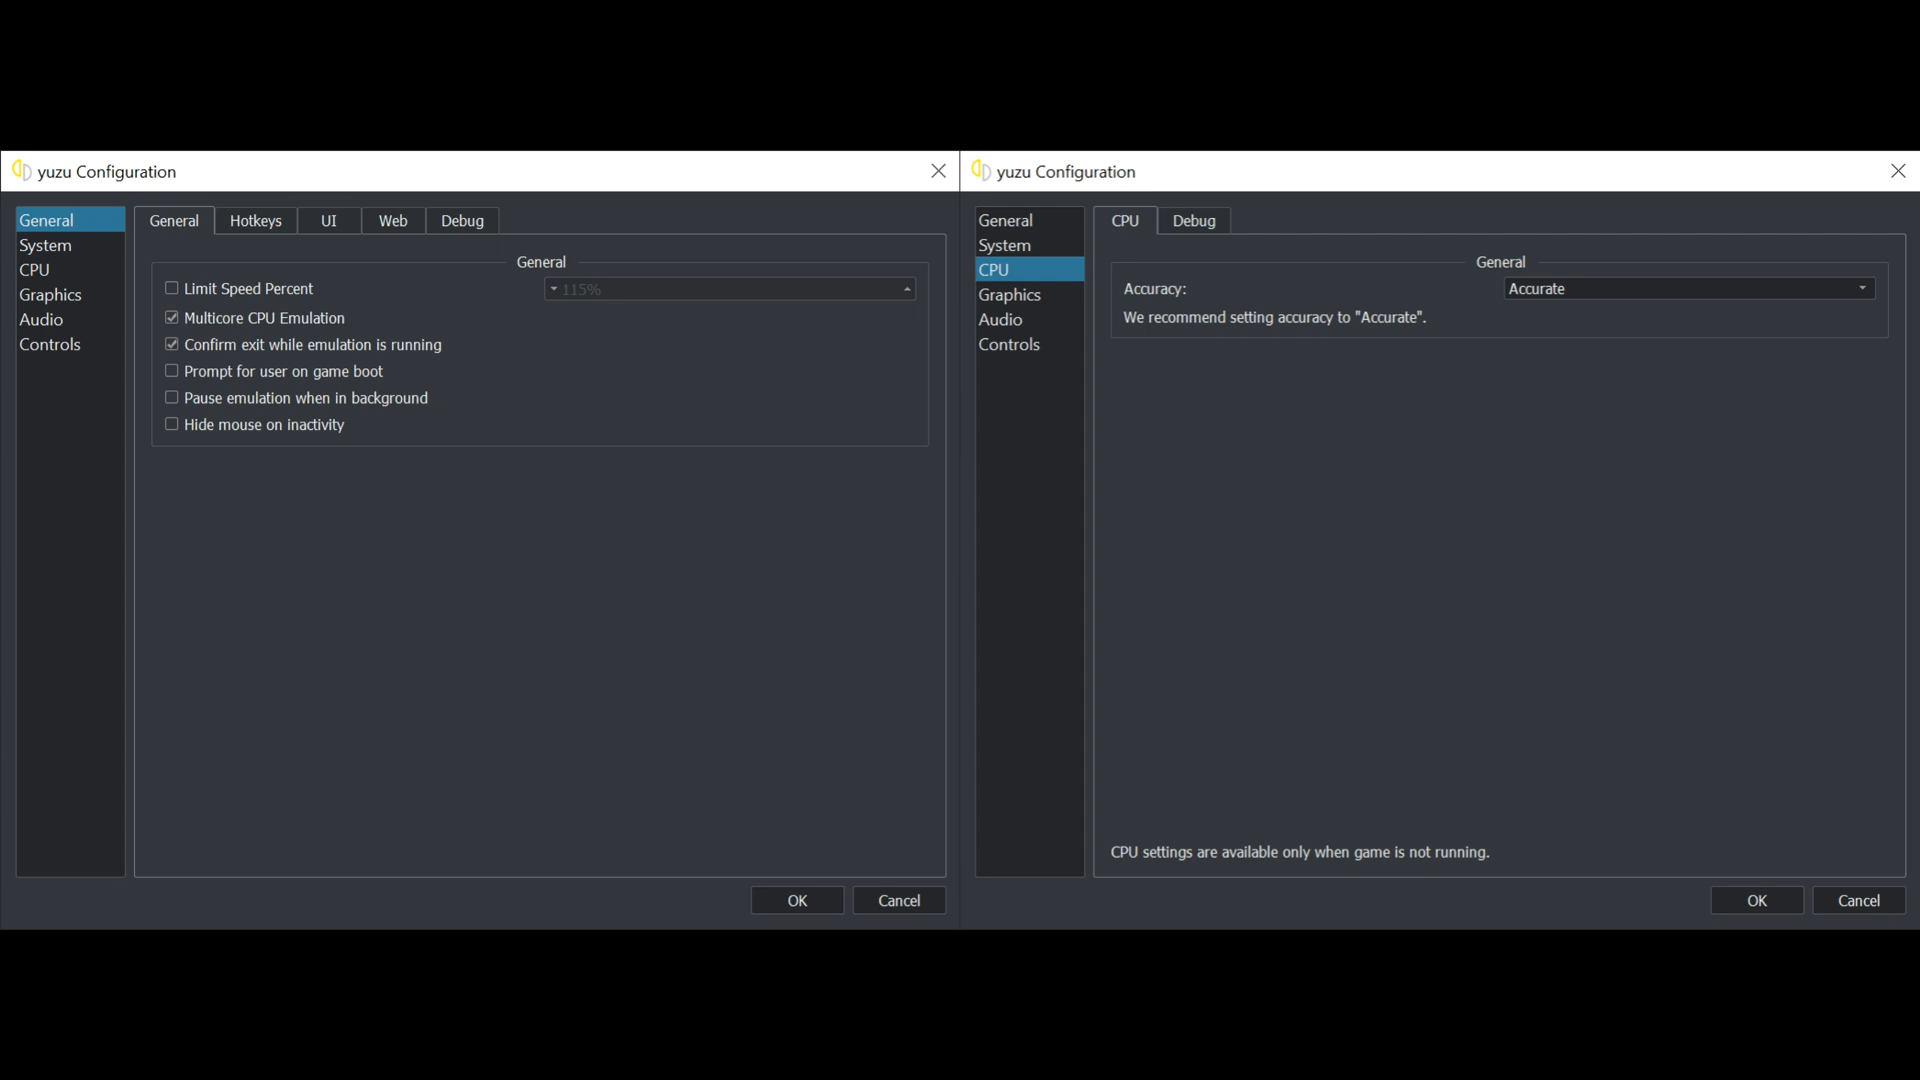 yuzu Configuration
General
System
CPU
Graphics
Audio
Controls
General Hotkeys UI Web Debug
General
Limit Speed Percent 115%
Multicore CPU Emulation
Confirm exit while emulation is running
Prompt for user on game boot
Pause emulation when in background
Hide mouse on inactivity
OK Cancel
yuzu Configuration
General
System
CPU
Graphics
Audio
Controls
CPU Debug
General
Accuracy: Accurate
We recommend setting accuracy to "Accurate".
CPU settings are available only when game is not running.
OK Cancel